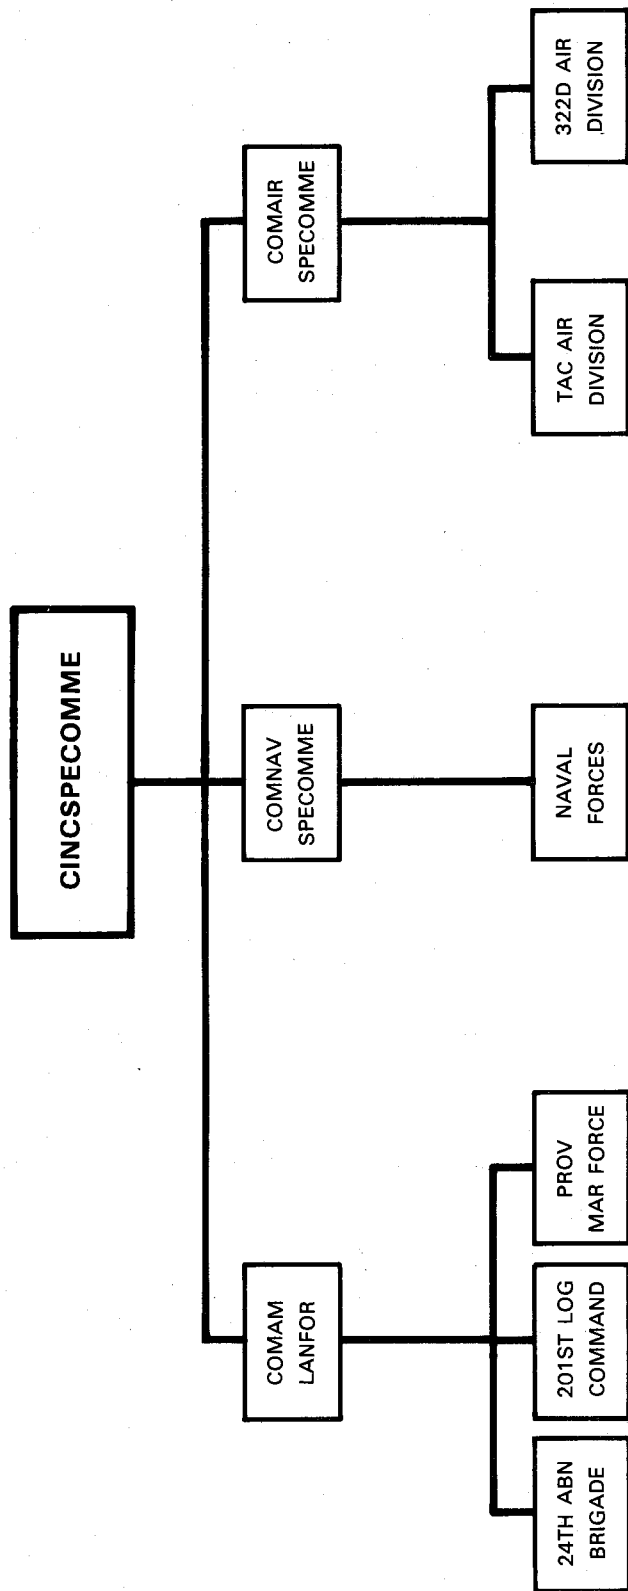 CINCSPECOMME
COMAM
LANFOR
COMNAV
SPECOMME
COMAIR
SPECOMME
24TH ABN
BRIGADE
201ST LOG
COMMAND
PROV
MAR FORCE
NAVAL
FORCES
TAC AIR
DIVISION
322D AIR
DIVISION